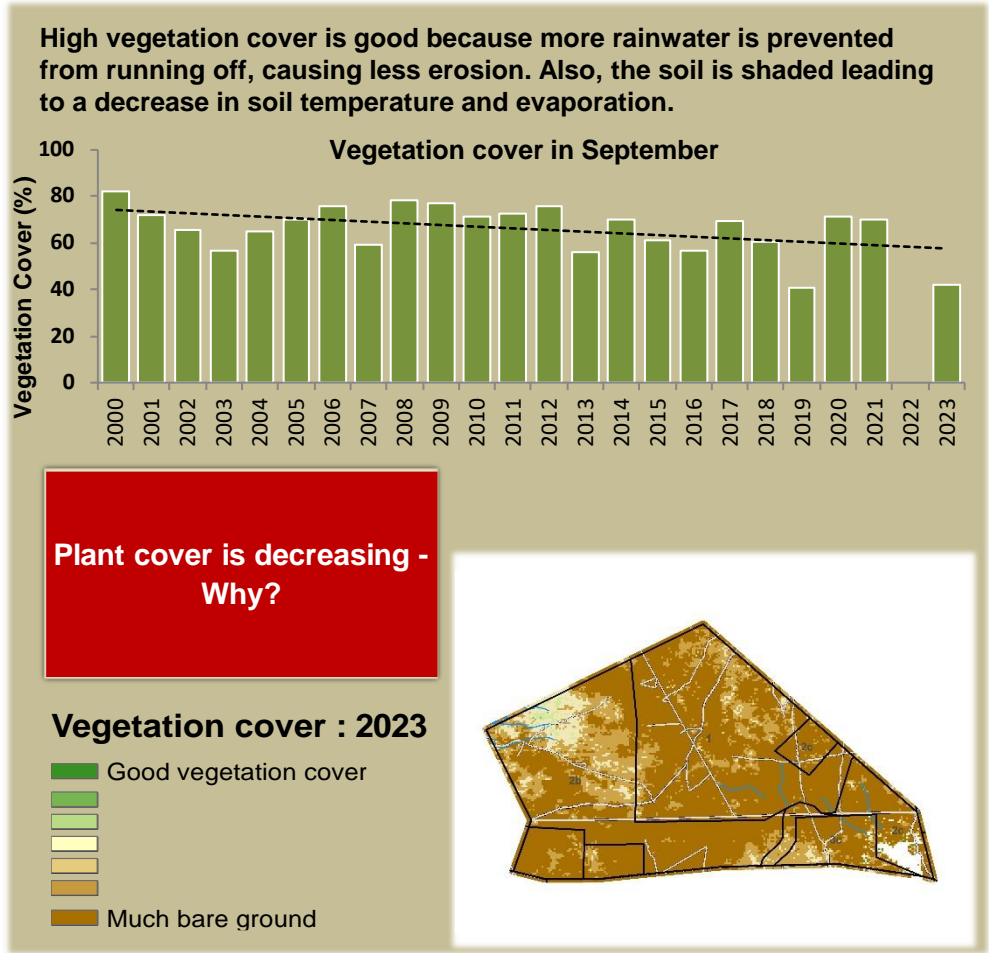 High vegetation cover is good because more rainwater is prevented
from running off, causing less erosion. Also, the soil is shaded leading
to a decrease in soil temperature and evaporation.
Vegetation cover in September
Vegetation Cover (%)
100
80
60
40
20
0
2000
2001
2002
2003
2004
2005
2006
2007
2008
2009
2010
2011
2012
2013
2014
2015
2016
2017
2018
2019
2020
2021
2022
2023
Plant cover is decreasing -
Why?
Vegetation cover : 2023
Good vegetation cover
Much bare ground
1
2c
2b
2c